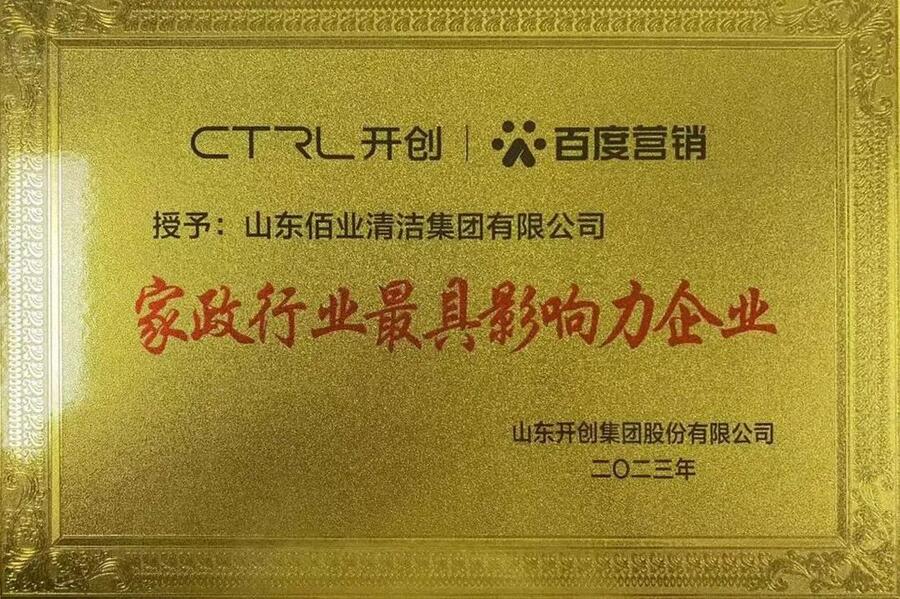 CTRL开创 | 百度营销
授予：山东佰业清洁集团有限公司
家政行业最具影响力企业
山东开创集团股份有限公司
二〇二三年